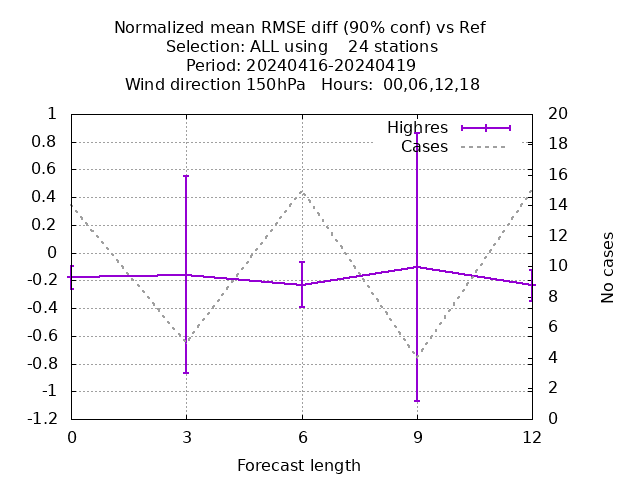 Normalized mean RMSE diff (90% conf) vs Ref
Selection: ALL using    24 stations
Period: 20240416-20240419
Wind direction 150hPa   Hours:  00,06,12,18
Highres
Cases
1
0.8
0.6
0.4
0.2
0
-0.2
-0.4
-0.6
-0.8
-1
-1.2
20
18
16
14
12
10
8
6
4
2
0
No cases
0 3 6 9 12
Forecast length